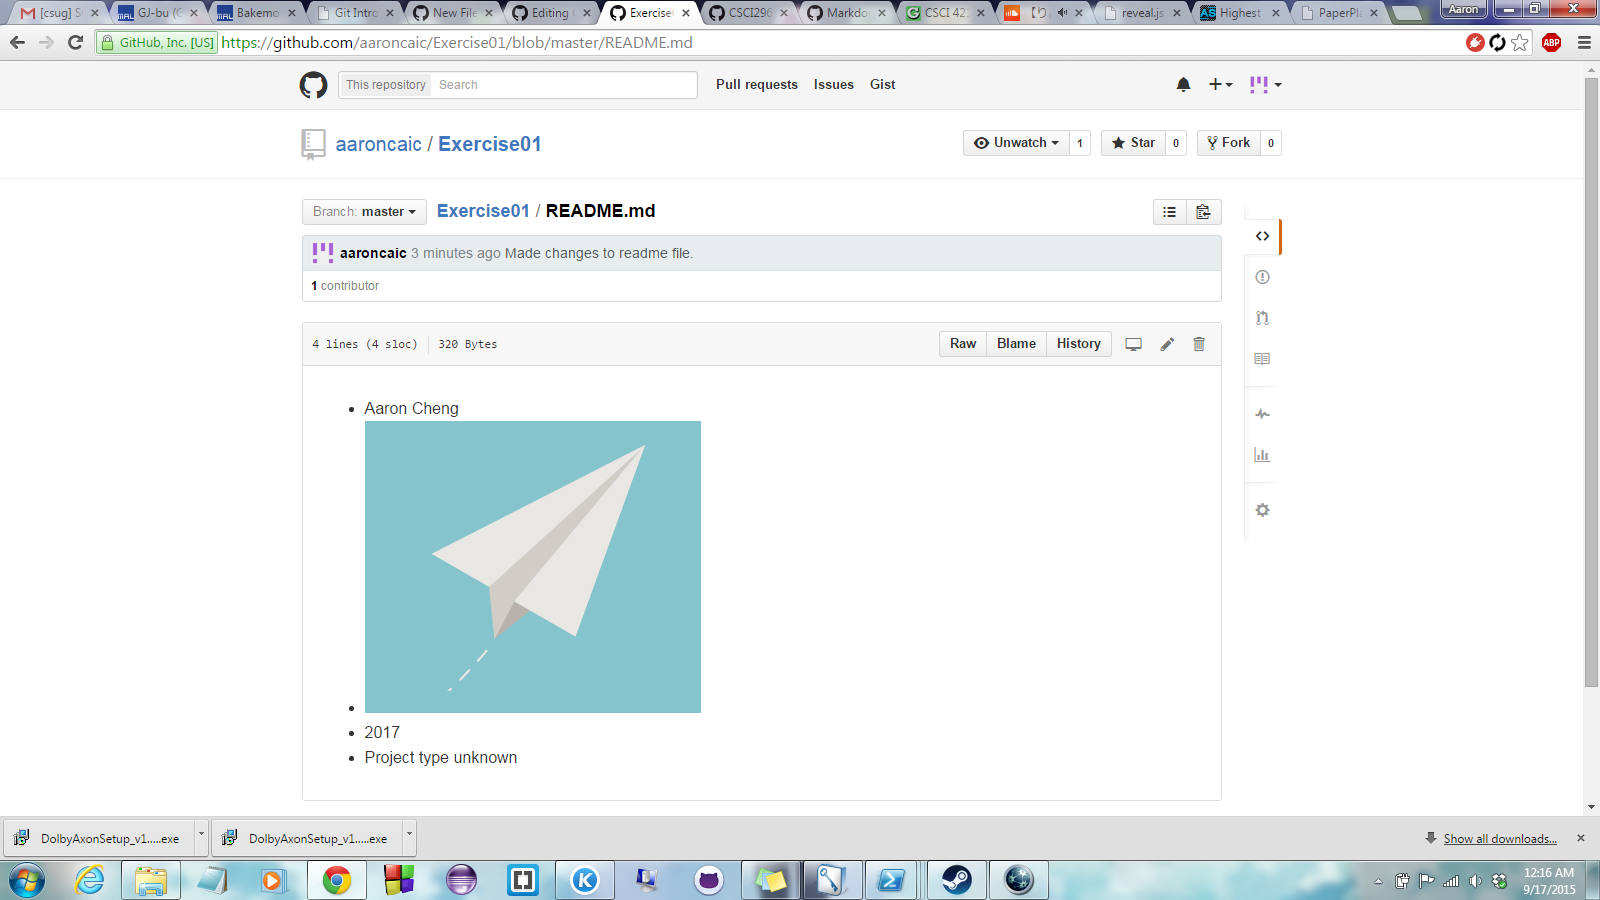 [csug] S
GJ-bu (C
Bakemo
Git Intro
New File
Editing
Exercise
CSCI296
Markdo
CSCI 42
reveal.js
Highest
PaperPl
Aaron
GitHub, Inc. [US]
https://github.com/aaroncaic/Exercise01/blob/master/README.md
ABP
This repository
Search
Pull requests
Issues
Gist
aaroncaic / Exercise01
Unwatch
1
Star
0
Fork
0
Branch: master
Exercise01 / README.md
aaroncaic 3 minutes ago Made changes to readme file.
1 contributor
4 lines (4 sloc)
320 Bytes
Raw
Blame
History
Aaron Cheng
2017
Project type unknown
DolbyAxonSetup_v1.....exe
DolbyAxonSetup_v1.....exe
Show all downloads...
12:16 AM
9/17/2015